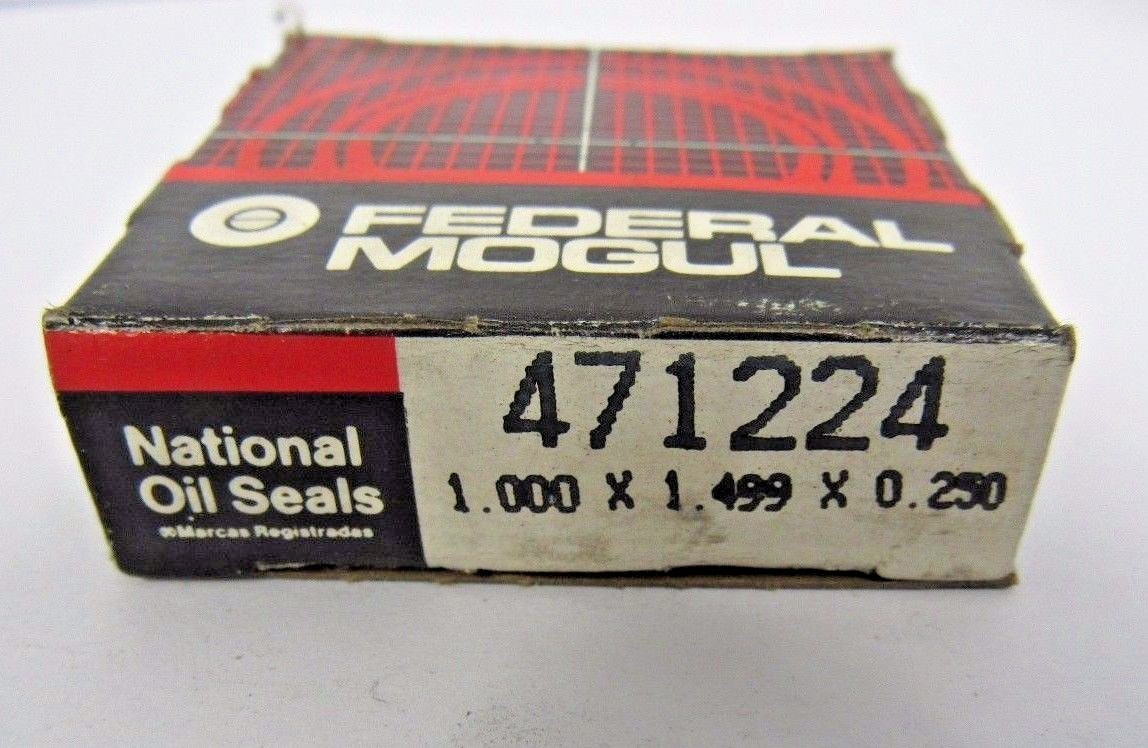 FEDERAL
MOGUL
National
Oil Seals
Marcas Registradas
471224
1.000 X 1.499 X 0.250